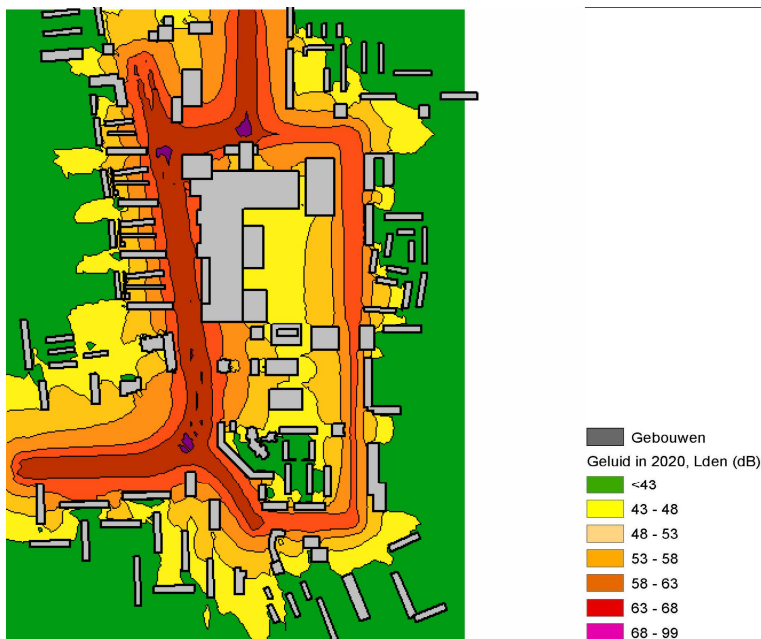 Gebouwen
Geluid in 2020, Lden (dB)
<43
43 - 48
48 - 53
53 - 58
58 - 63
63 - 68
68 - 99